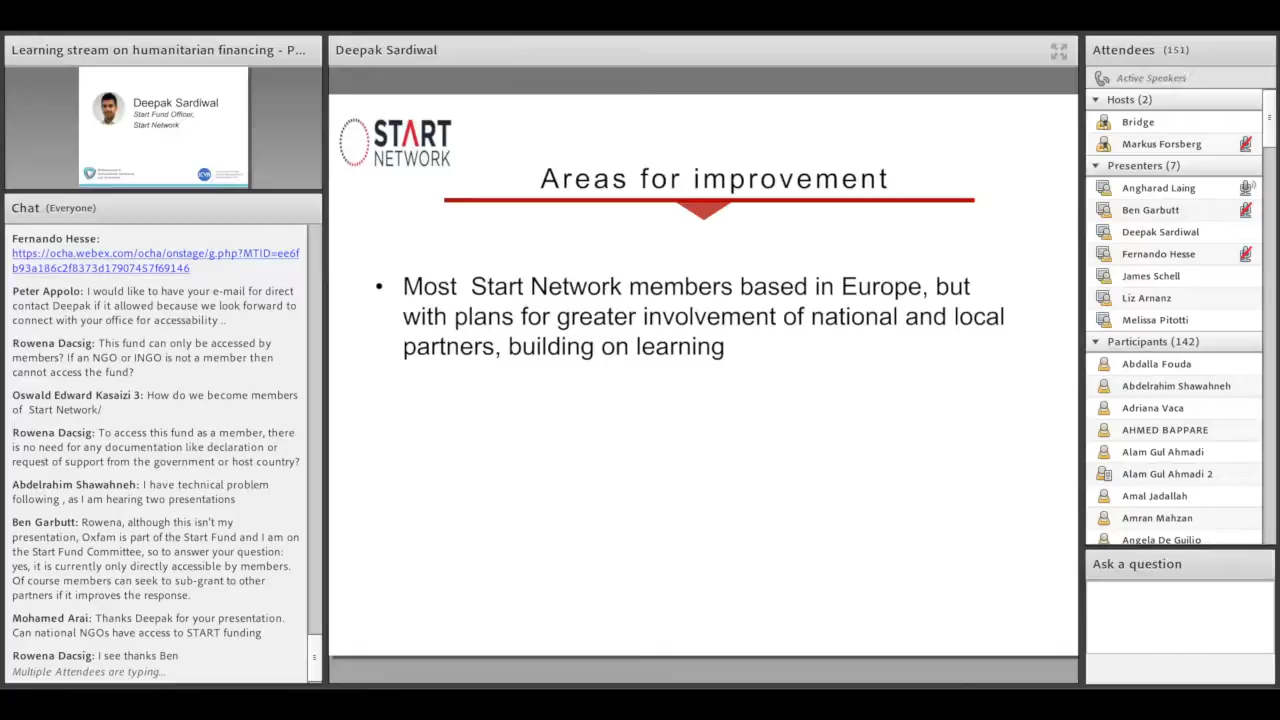 Learning stream on humanitarian financing - P...
Deepak Sardiwal
Start Fund Officer,
Start Network
Chat (Everyone)
Fernando Hesse:
https://ocha.webex.com/ocha/onstage/g.php?MTID=ee6f
b93a186c2f8373d17907457f69146
Peter Appolo: I would like to have your e-mail for direct
contact Deepak if it allowed because we look forward to
connect with your office for accessability ..
Rowena Dacsig: This fund can only be accessed by
members? If an NGO or INGO is not a member then
cannot access the fund?
Oswald Edward Kasaizi 3: How do we become members
of Start Network/
Rowena Dacsig: To access this fund as a member, there
is no need for any documentation like declaration or
request of support from the government or host country?
Abdelrahim Shawahneh: I have technical problem
following , as I am hearing two presentations
Ben Garbutt: Rowena, although this isn't my
presentation, Oxfam is part of the Start Fund and I am on
the Start Fund Committee, so to answer your question:
yes, it is currently only directly accessible by members.
Of course members can seek to sub-grant to other
partners if it improves the response.
Mohamed Arai: Thanks Deepak for your presentation.
Can national NGOs have access to START funding
Rowena Dacsig: I see thanks Ben
Multiple Attendees are typing...
Deepak Sardiwal
START
NETWORK
Areas for improvement
• Most Start Network members based in Europe, but
with plans for greater involvement of national and local
partners, building on learning
Attendees (151)
Active Speakers
Hosts (2)
Bridge
Markus Forsberg
Presenters (7)
Angharad Laing
Ben Garbutt
Deepak Sardiwal
Fernando Hesse
James Schell
Liz Arnanz
Melissa Pitotti
Participants (142)
Abdalla Fouda
Abdelrahim Shawahneh
Adriana Vaca
AHMED BAPPARE
Alam Gul Ahmadi
Alam Gul Ahmadi 2
Amal Jadallah
Amran Mahzan
Angela De Guilio
Ask a question